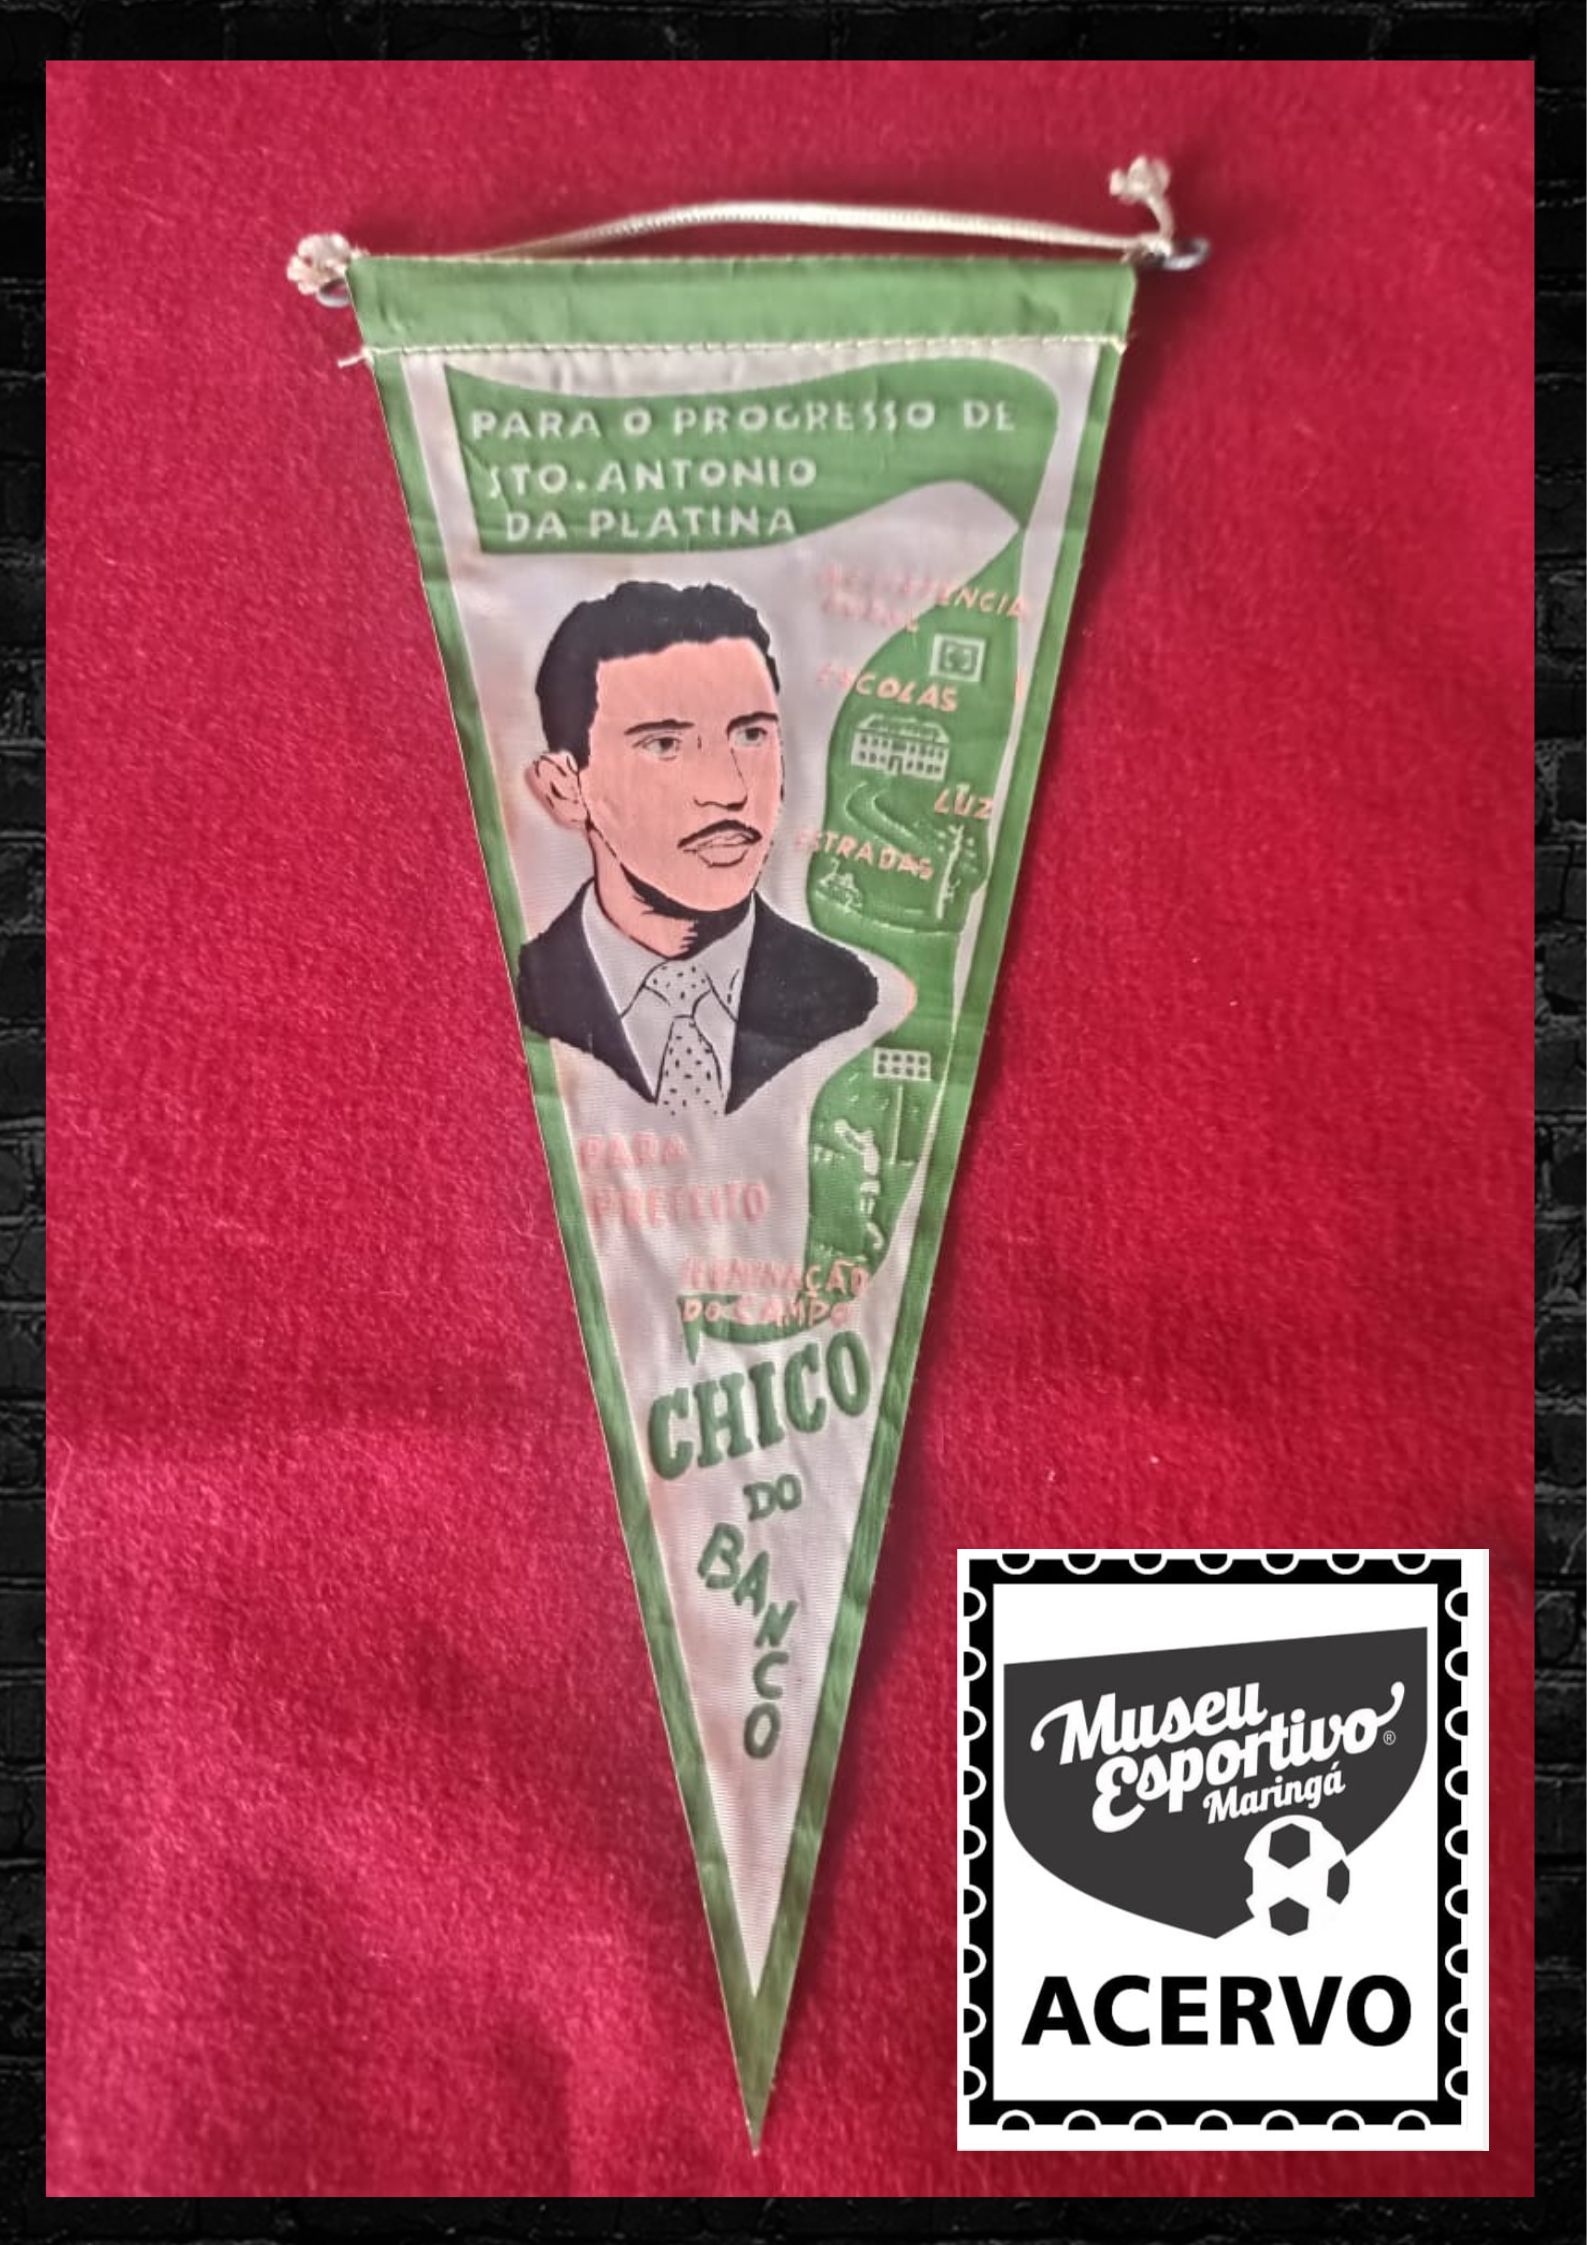 PARA O PROGRESSO DE
STO. ANTONIO
DA PLATINA
ESCOLAS
LUZ
ESTRADAS
PARA
PREFEITO
ILUMINAÇÃO
DO CAMPO
CHICO
DO
BANCO
Museu
Esportivo®
Maringá
ACERVO